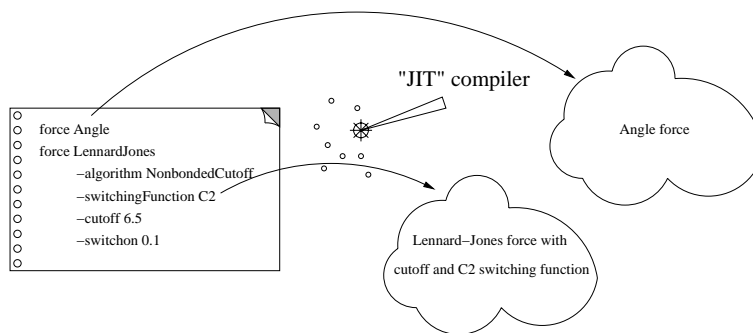 "JIT" compiler
force Angle
force LennardJones
–algorithm NonbondedCutoff
–switchingFunction C2
–cutoff 6.5
–switchon 0.1
Angle force
Lennard–Jones force with
cutoff and C2 switching function